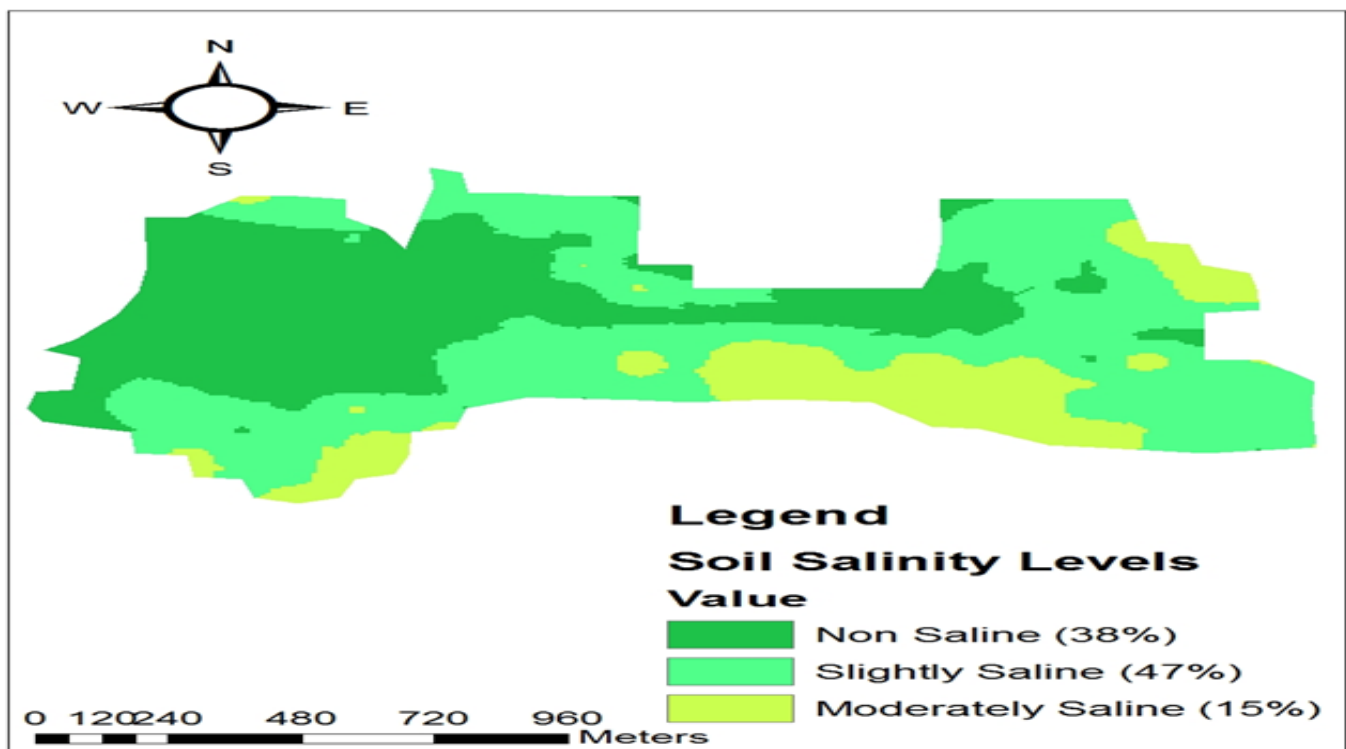 N
W E
S
Legend
Soil Salinity Levels
Value
Non Saline (38%)
Slightly Saline (47%)
Moderately Saline (15%)
0 120240 480 720 960
Meters